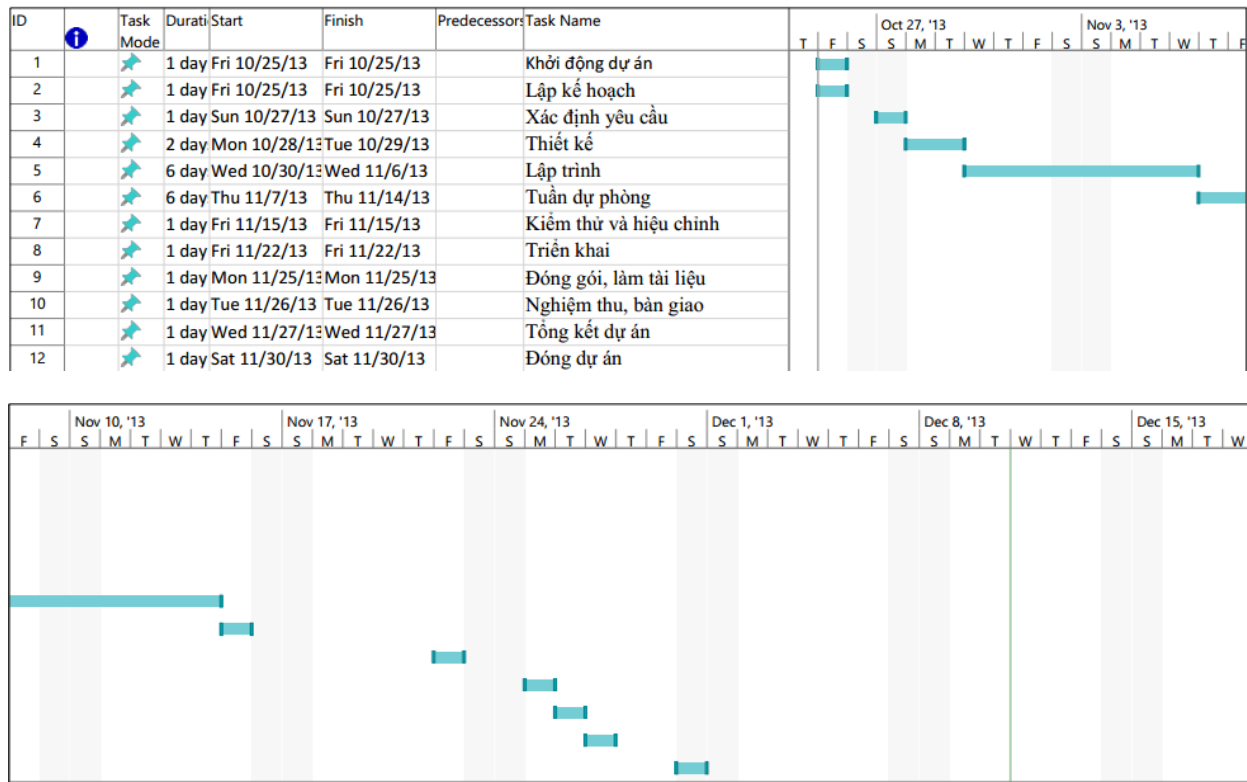 ID Task Mode Durati Start Finish Predecessors Task Name
Oct 27, '13 Nov 3, '13
T F S S M T W T F S S M T W T F
1 1 day Fri 10/25/13 Fri 10/25/13 Khởi động dự án
2 1 day Fri 10/25/13 Fri 10/25/13 Lập kế hoạch
3 1 day Sun 10/27/13 Sun 10/27/13 Xác định yêu cầu
4 2 day Mon 10/28/13 Tue 10/29/13 Thiết kế
5 6 day Wed 10/30/13 Wed 11/6/13 Lập trình
6 6 day Thu 11/7/13 Thu 11/14/13 Tuần dự phòng
7 1 day Fri 11/15/13 Fri 11/15/13 Kiểm thử và hiệu chỉnh
8 1 day Fri 11/22/13 Fri 11/22/13 Triển khai
9 1 day Mon 11/25/13 Mon 11/25/13 Đóng gói, làm tài liệu
10 1 day Tue 11/26/13 Tue 11/26/13 Nghiệm thu, bàn giao
11 1 day Wed 11/27/13 Wed 11/27/13 Tổng kết dự án
12 1 day Sat 11/30/13 Sat 11/30/13 Đóng dự án
Nov 10, '13 Nov 17, '13 Nov 24, '13 Dec 1, '13 Dec 8, '13 Dec 15, '13
F S S M T W T F S S M T W T F S S M T W T F S S M T W T F S S M T W T F S S M T W